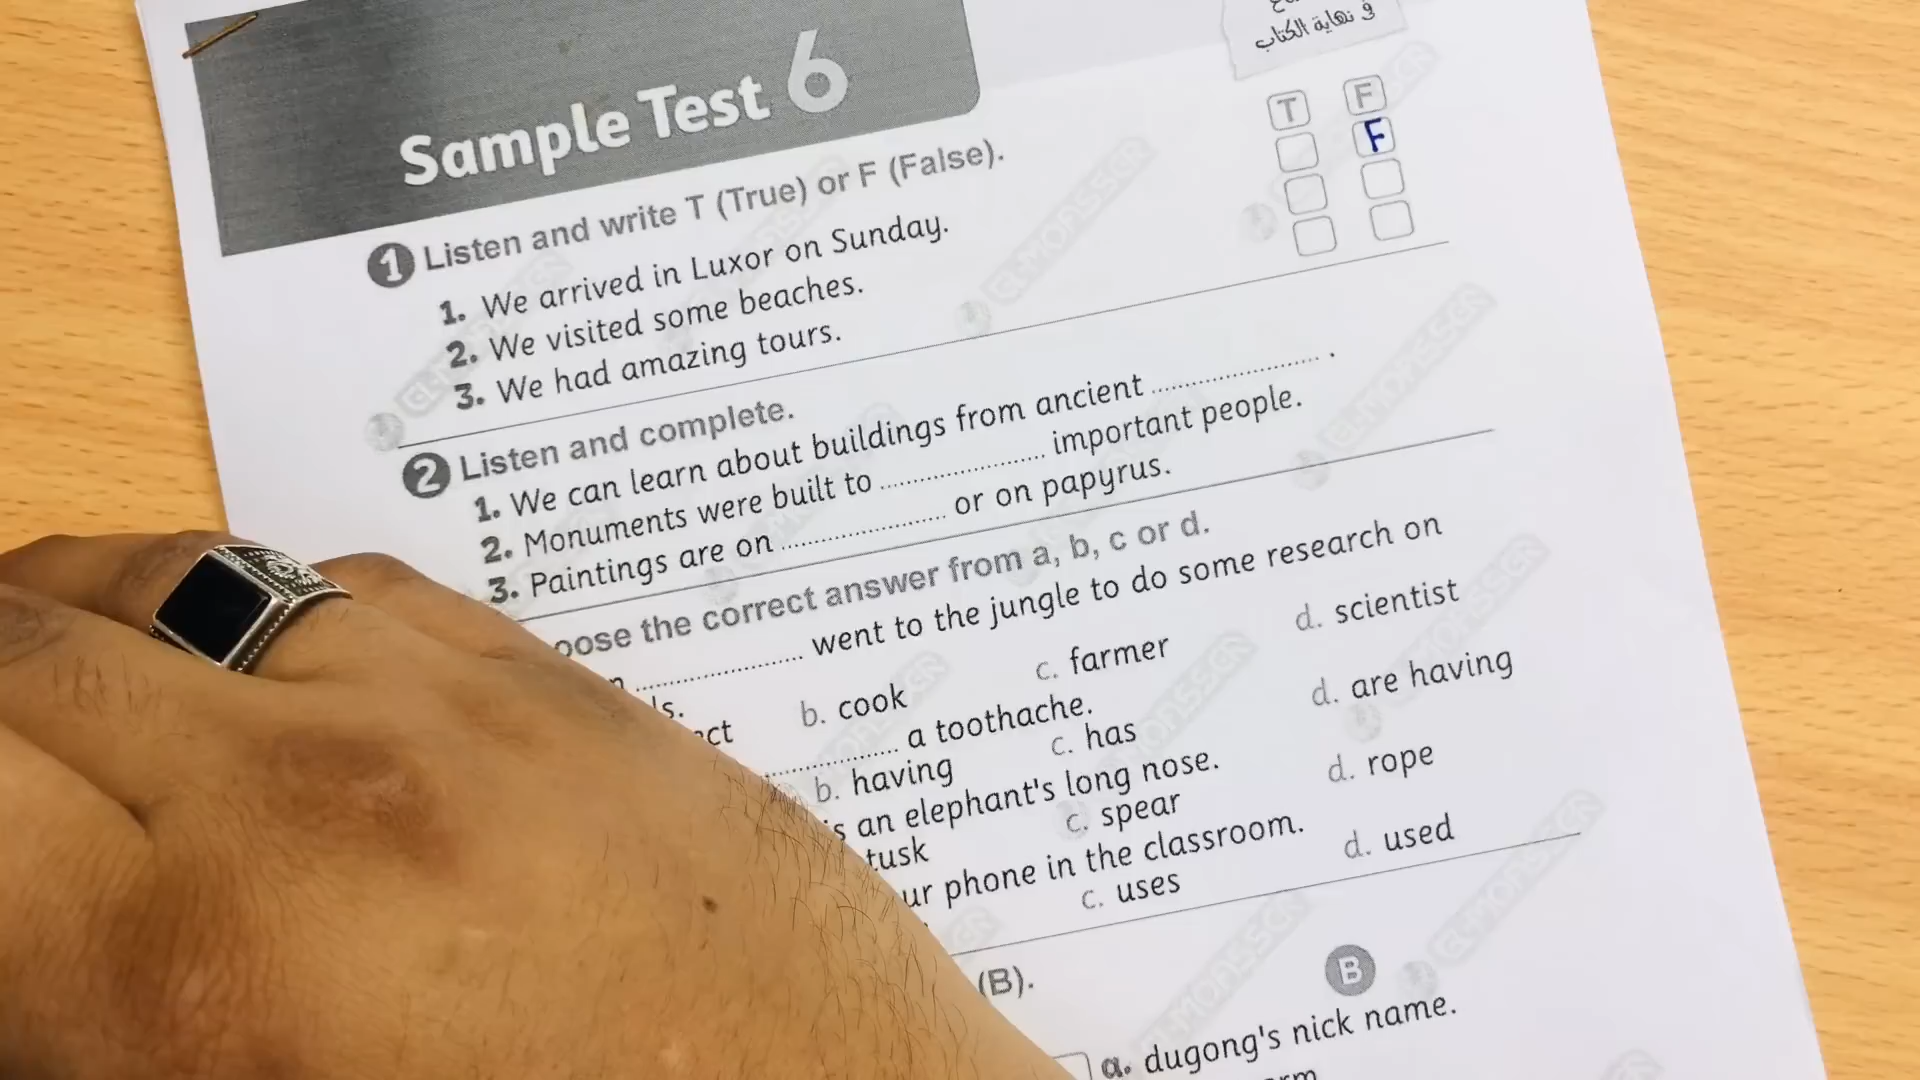 في نهاية الكتاب
Sample Test 6
T F
F
1 Listen and write T (True) or F (False).
1. We arrived in Luxor on Sunday.
2. We visited some beaches.
3. We had amazing tours.
2 Listen and complete.
1. We can learn about buildings from ancient .................... .
2. Monuments were built to .................... important people.
3. Paintings are on .................... or on papyrus.
the correct answer from a, b, c or d.
.................... went to the jungle to do some research on
b. cook c. farmer d. scientist
.................... a toothache.
b. having c. has d. are having
an elephant's long nose.
tusk c. spear d. rope
phone in the classroom.
c. uses d. used
(B).
B
a. dugong's nick name.
EL-MOASSER